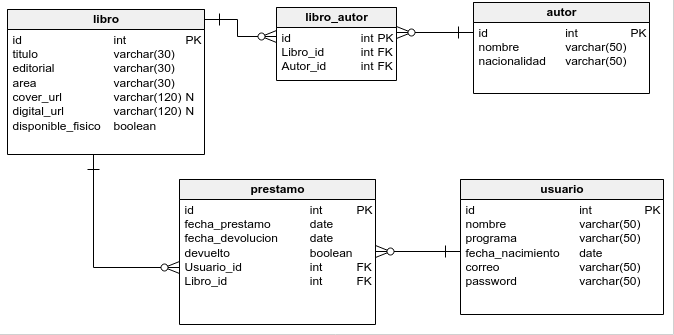 libro
id int PK
titulo varchar(30)
editorial varchar(30)
area varchar(30)
cover_url varchar(120) N
digital_url varchar(120) N
disponible_fisico boolean
libro_autor
id int PK
Libro_id int FK
Autor_id int FK
autor
id int PK
nombre varchar(50)
nacionalidad varchar(50)
prestamo
id int PK
fecha_prestamo date
fecha_devolucion date
devuelto boolean
Usuario_id int FK
Libro_id int FK
usuario
id int PK
nombre varchar(50)
programa varchar(50)
fecha_nacimiento date
correo varchar(50)
password varchar(50)